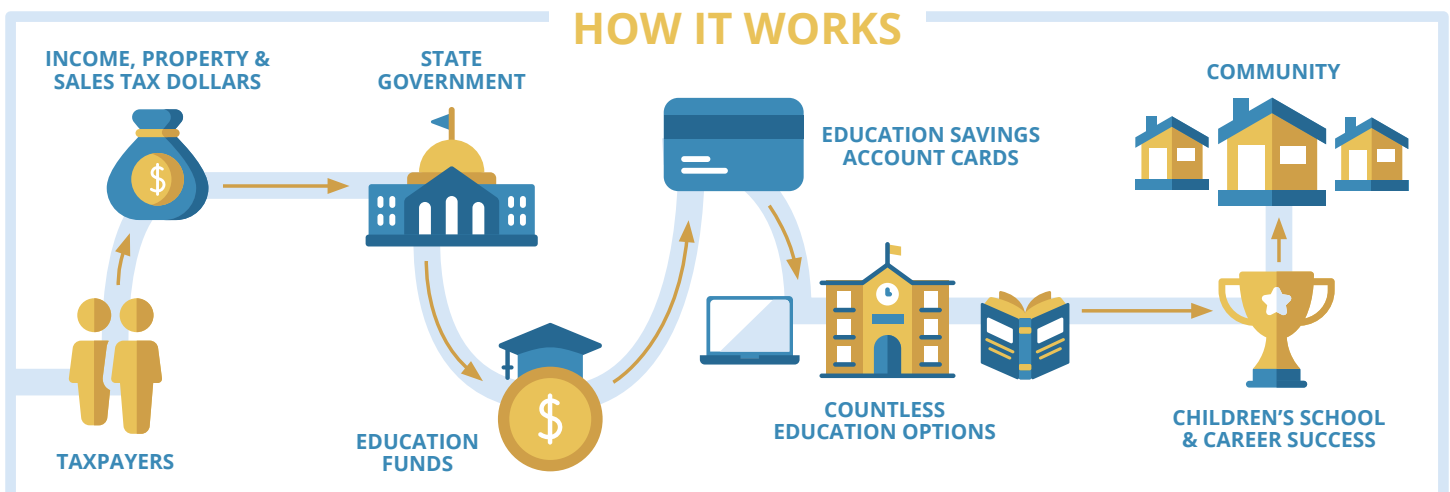 HOW IT WORKS
INCOME, PROPERTY &
SALES TAX DOLLARS
STATE
GOVERNMENT
COMMUNITY
EDUCATION SAVINGS
ACCOUNT CARDS
$
$
COUNTLESS
EDUCATION OPTIONS
CHILDREN’S SCHOOL
& CAREER SUCCESS
EDUCATION
FUNDS
TAXPAYERS